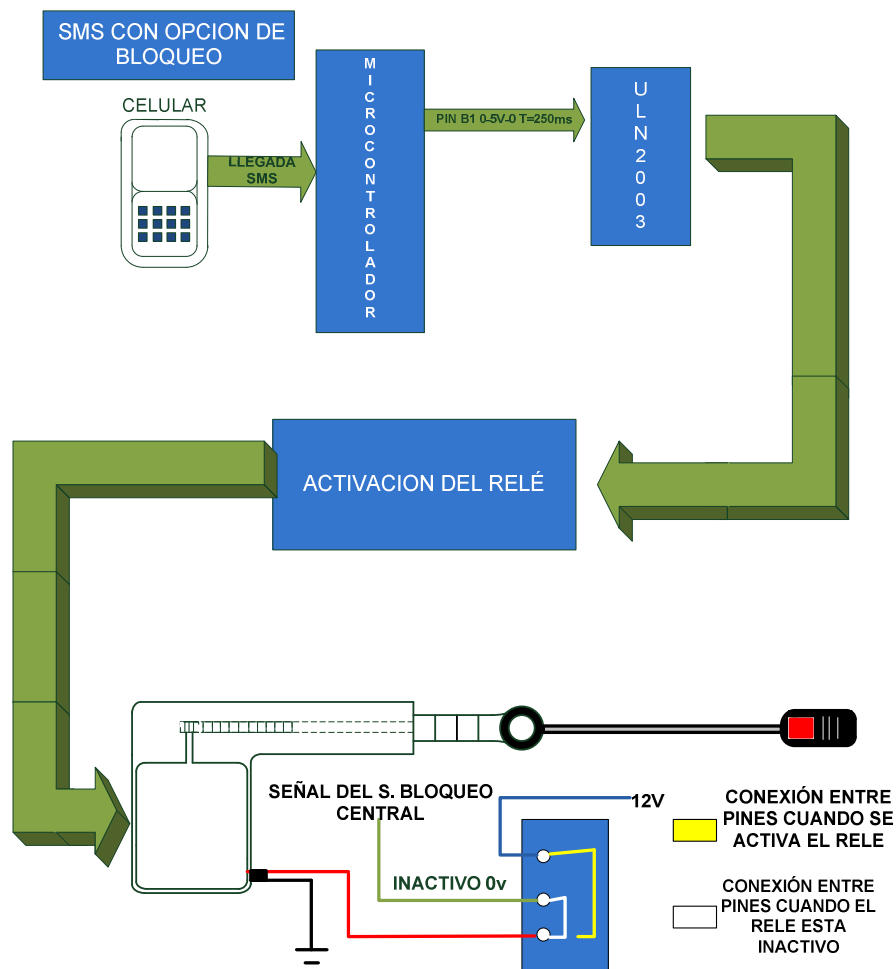 SMS CON OPCION DE
BLOQUEO
CELULAR
LLEGADA
SMS
MICROCONTROLADOR
PIN B1 0-5V-0 T=250ms
ULN2003
ACTIVACION DEL RELÉ
SEÑAL DEL S. BLOQUEO
CENTRAL
12V
INACTIVO 0v
CONEXIÓN ENTRE
PINES CUANDO SE
ACTIVA EL RELE
CONEXIÓN ENTRE
PINES CUANDO EL
RELE ESTA
INACTIVO